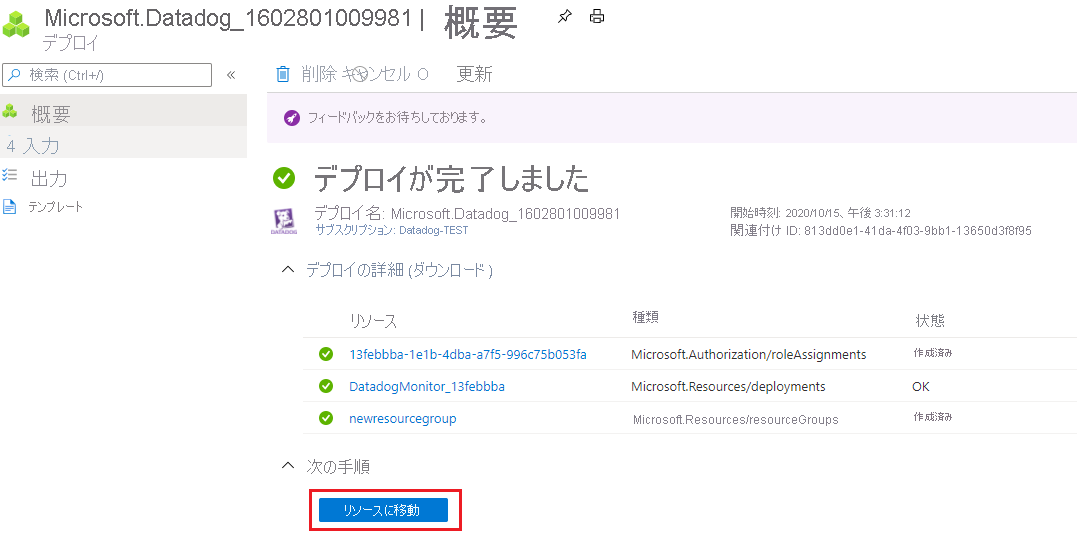 Microsoft.Datadog_1602801009981 | 概要
デプロイ
検索 (Ctrl+/)
«
削除 キャンセル 更新
概要
フィードバックをお待ちしております。
4 入力
出力
テンプレート
デプロイが完了しました
デプロイ名: Microsoft.Datadog_1602801009981
開始時刻: 2020/10/15、午後 3:31:12
DATADOG
サブスクリプション: Datadog-TEST
関連付け ID: 813dd0e1-41da-4f03-9bb1-13650d3f8f95
デプロイの詳細 (ダウンロード)
リソース 種類 状態
13febbba-1e1b-4dba-a7f5-996c75b053fa Microsoft.Authorization/roleAssignments 作成済み
DatadogMonitor_13febbba Microsoft.Resources/deployments OK
newresourcegroup Microsoft.Resources/resourceGroups 作成済み
次の手順
リソースに移動